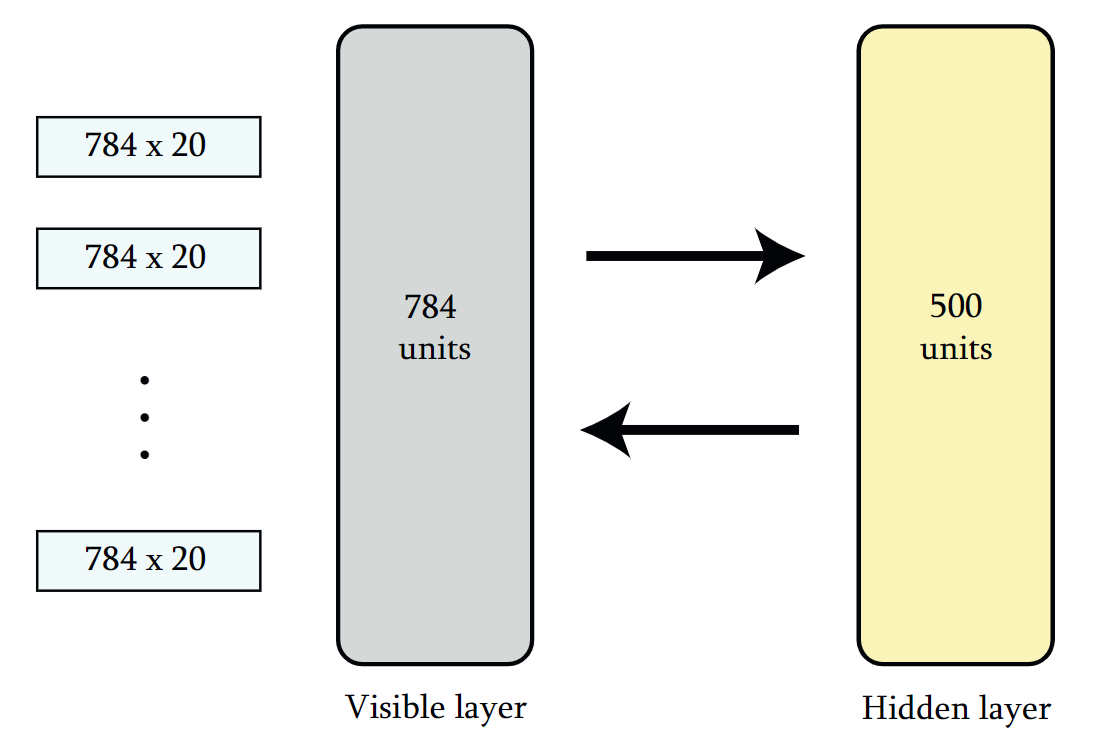 784 x 20
784 x 20
784 x 20
784
units
500
units
Visible layer
Hidden layer